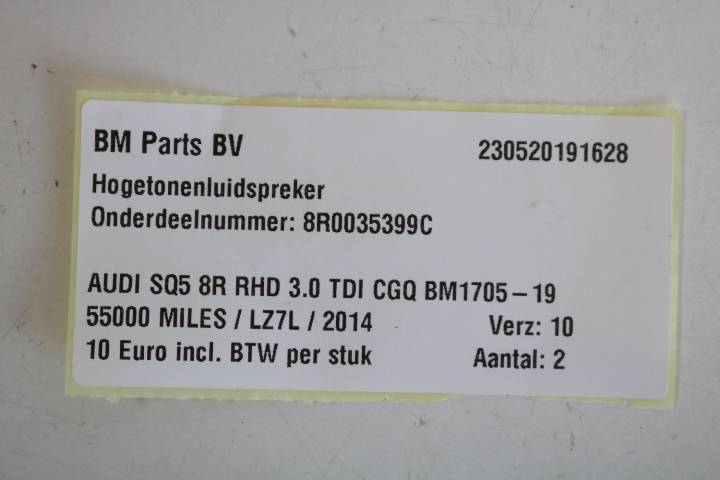 BM Parts BV 230520191628
Hogetonenluidspreker
Onderdeelnummer: 8R0035399C
AUDI SQ5 8R RHD 3.0 TDI CGQ BM1705-19
55000 MILES / LZ7L / 2014 Verz: 10
10 Euro incl. BTW per stuk Aantal: 2